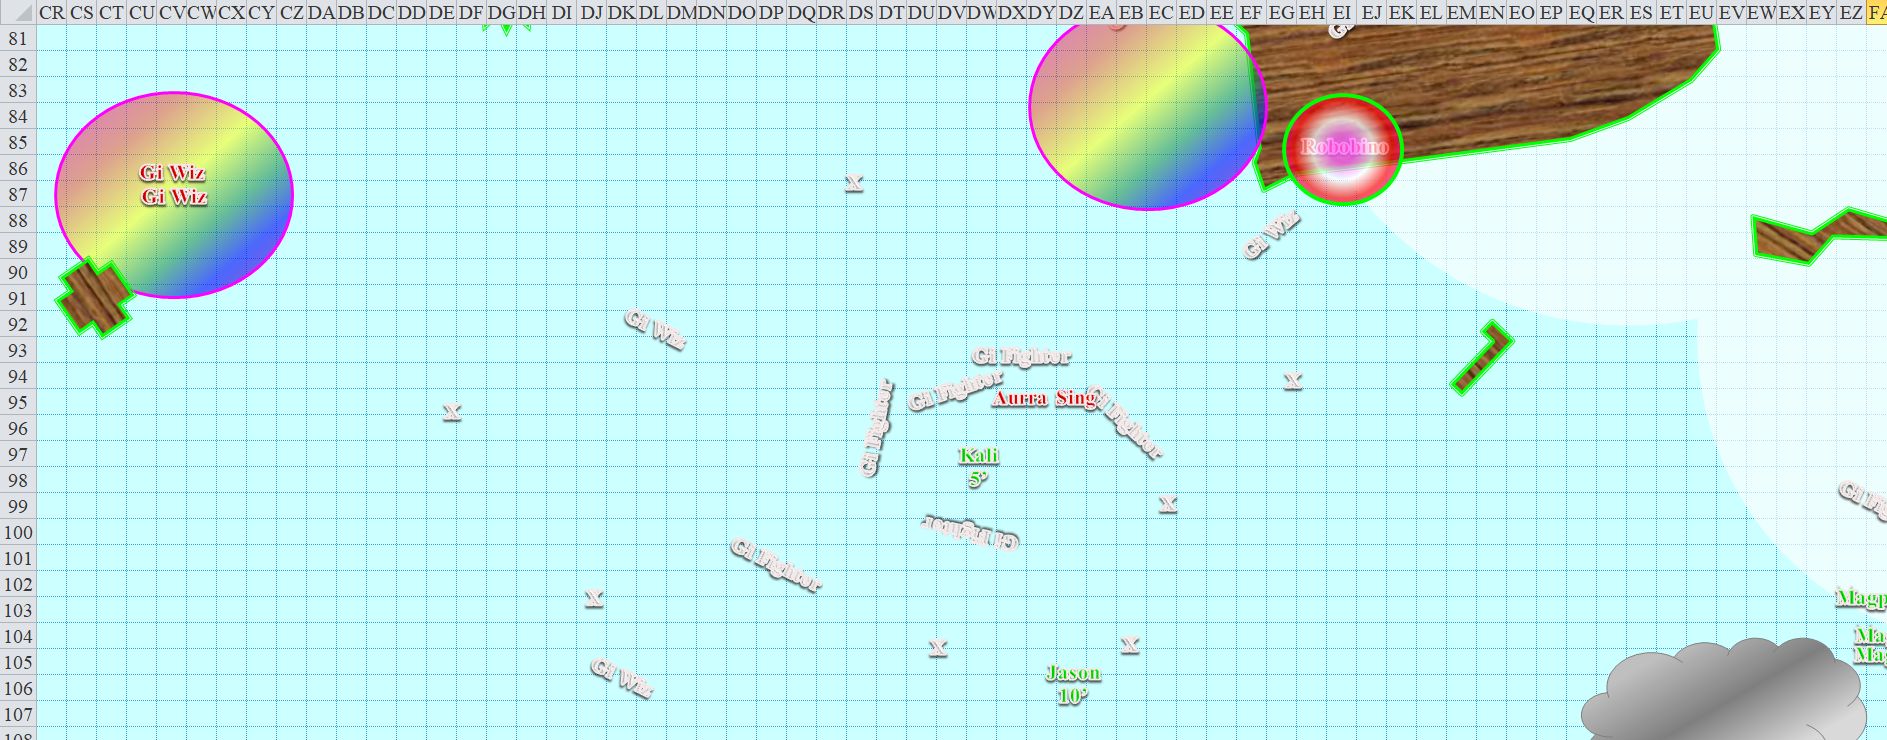 CR CS CT CU CV CW CX CY CZ DA DB DC DD DE DF DG DH DI DJ DK DL DM DN DO DP DQ DR DS DT DU DV DW DX DY DZ EA EB EC ED EE EF EG EH EI EJ EK EL EM EN EO EP EQ ER ES ET EU EV EW EX EY EZ FA
81
82
83
84
85
Robobino
86
Gi Wiz
X
87
Gi Wiz
88
Gi Wiz
89
90
91
92
Gi Wiz
93
GI Fighter
94
GI Fighter
X
95
X
Aurra Sing
GI Fighter
GI Fighter
96
97
Kali
98
5'
99
X
GI Fig
100
GI Fighter
101
GI Fighter
102
103
X
Magp
104
X
X
Mag
105
Mag
Gi Wiz
Jason
106
10'
107
108